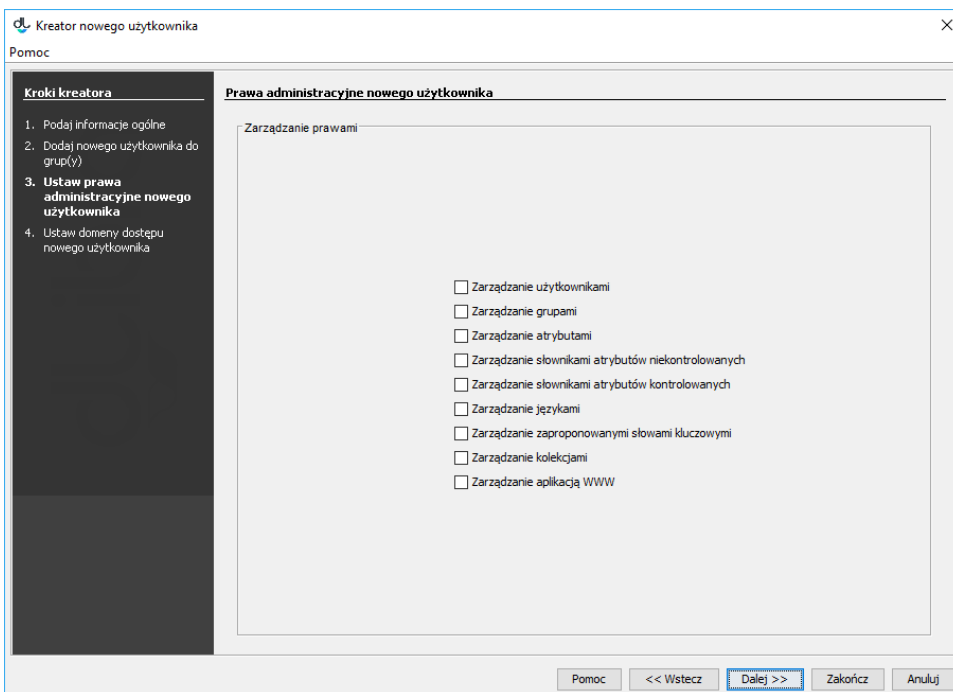 Kreator nowego użytkownika
Pomoc
Kroki kreatora
1. Podaj informacje ogólne
2. Dodaj nowego użytkownika do
grup(y)
3. Ustaw prawa
administracyjne nowego
użytkownika
4. Ustaw domeny dostępu
nowego użytkownika
Prawa administracyjne nowego użytkownika
Zarządzanie prawami
Zarządzanie użytkownikami
Zarządzanie grupami
Zarządzanie atrybutami
Zarządzanie słownikami atrybutów niekontrolowanych
Zarządzanie słownikami atrybutów kontrolowanych
Zarządzanie językami
Zarządzanie zaproponowanymi słowami kluczowymi
Zarządzanie kolekcjami
Zarządzanie aplikacją WWW
Pomoc << Wstecz Dalej >> Zakończ Anuluj